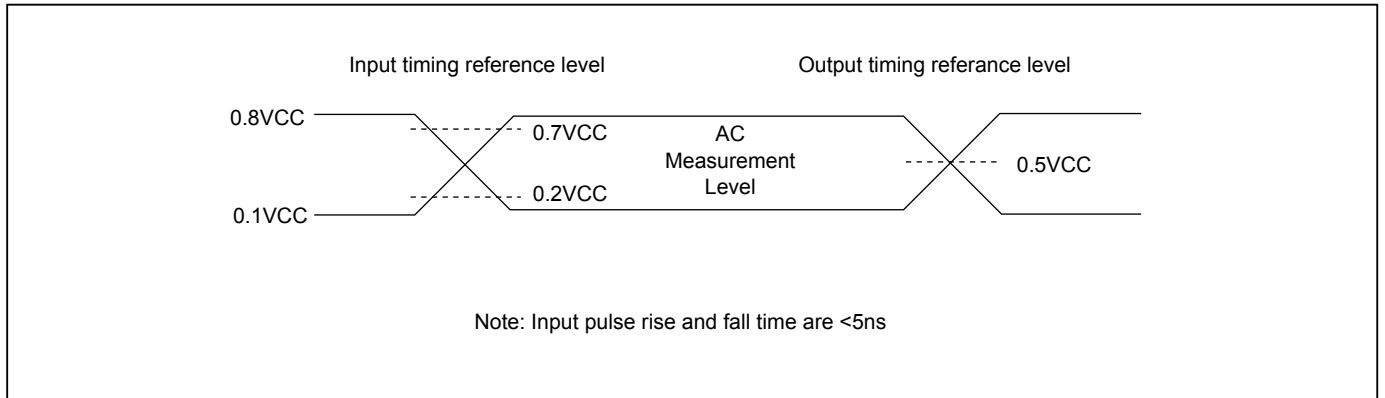 Input timing reference level
Output timing referance level
0.8VCC
0.7VCC
AC
Measurement
Level
0.5VCC
0.2VCC
0.1VCC
Note: Input pulse rise and fall time are <5ns